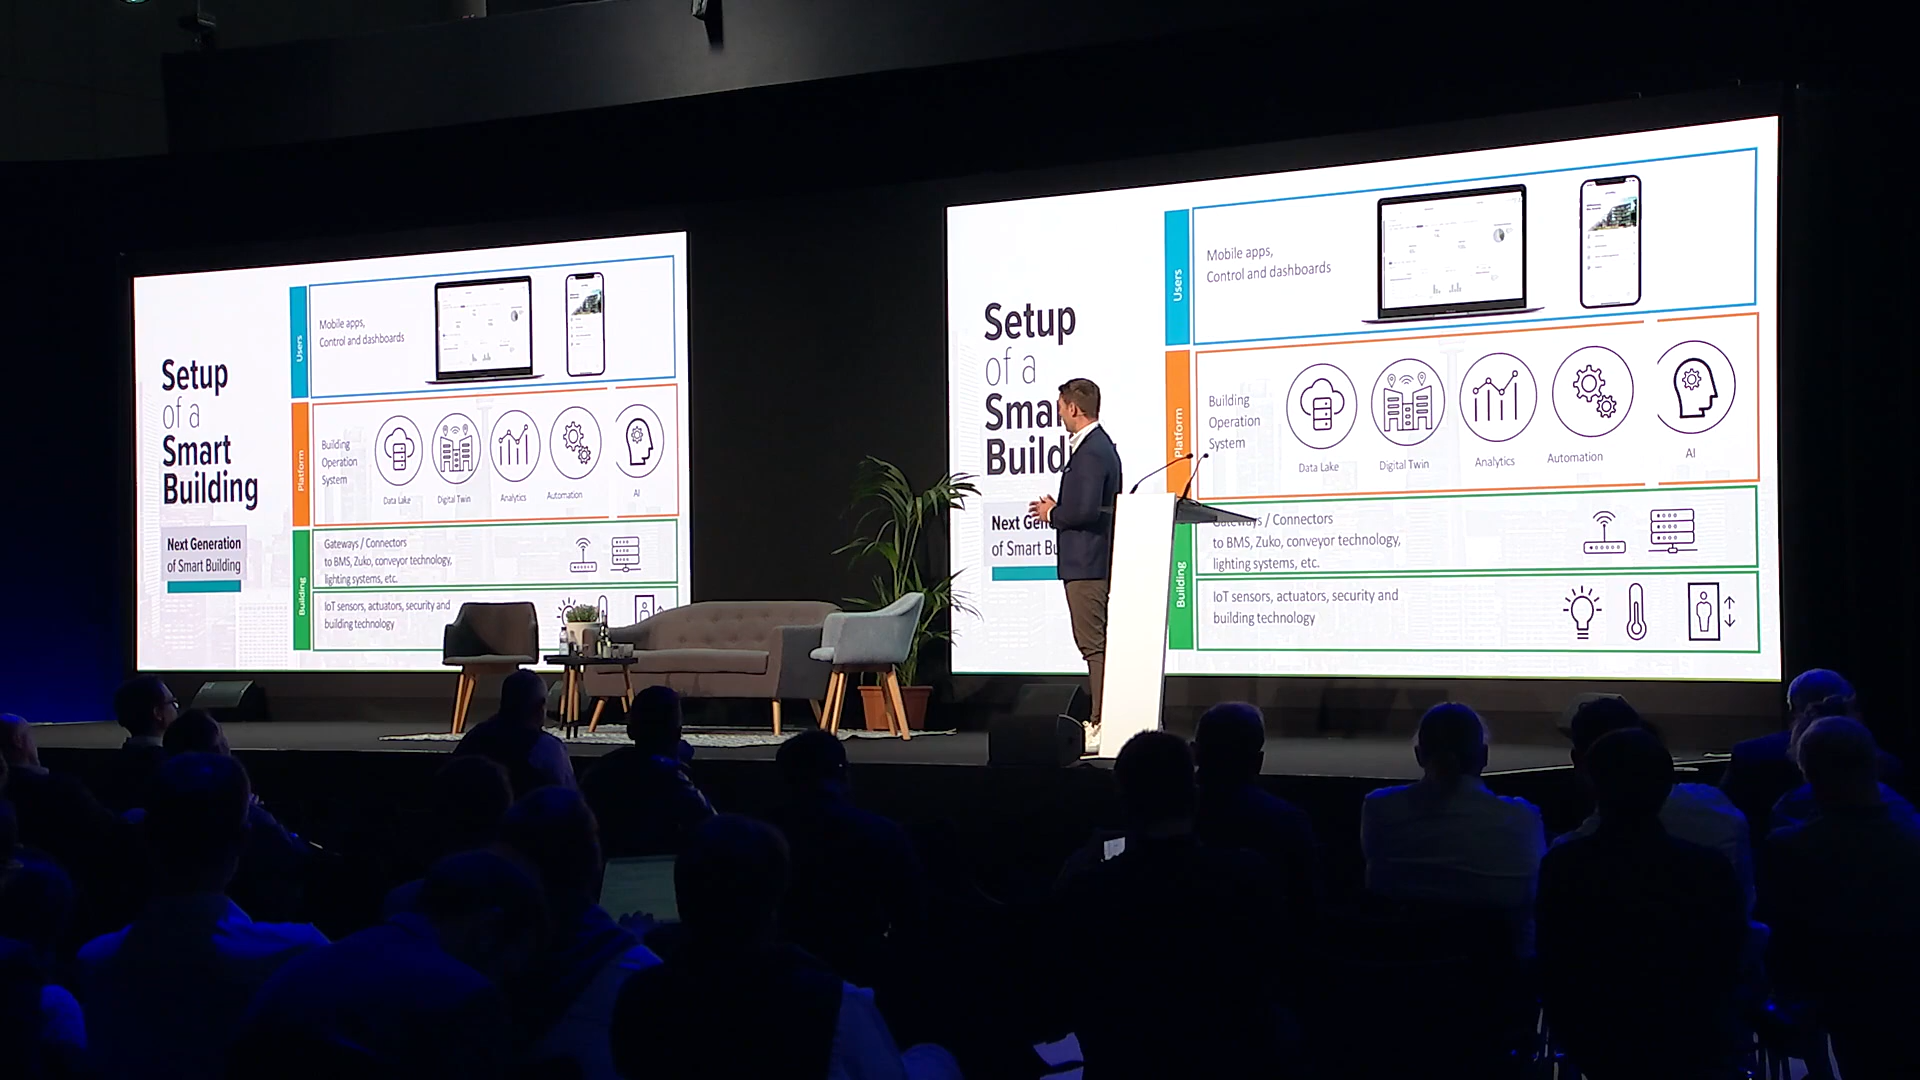 Setup
of a
Smart
Building
Next Generation
of Smart Building
Users
Mobile apps,
Control and dashboards
Platform
Building
Operation
System
Data Lake
Digital Twin
Analytics
Automation
AI
Building
Gateways / Connectors
to BMS, Zuko, conveyor technology,
lighting systems, etc.
IoT sensors, actuators, security and
building technology
Setup
of a
Sma
Build
Next Gen
of Smart Bu
Users
Mobile apps,
Control and dashboards
Platform
Building
Operation
System
Data Lake
Digital Twin
Analytics
Automation
AI
Building
Gateways / Connectors
to BMS, Zuko, conveyor technology,
lighting systems, etc.
IoT sensors, actuators, security and
building technology